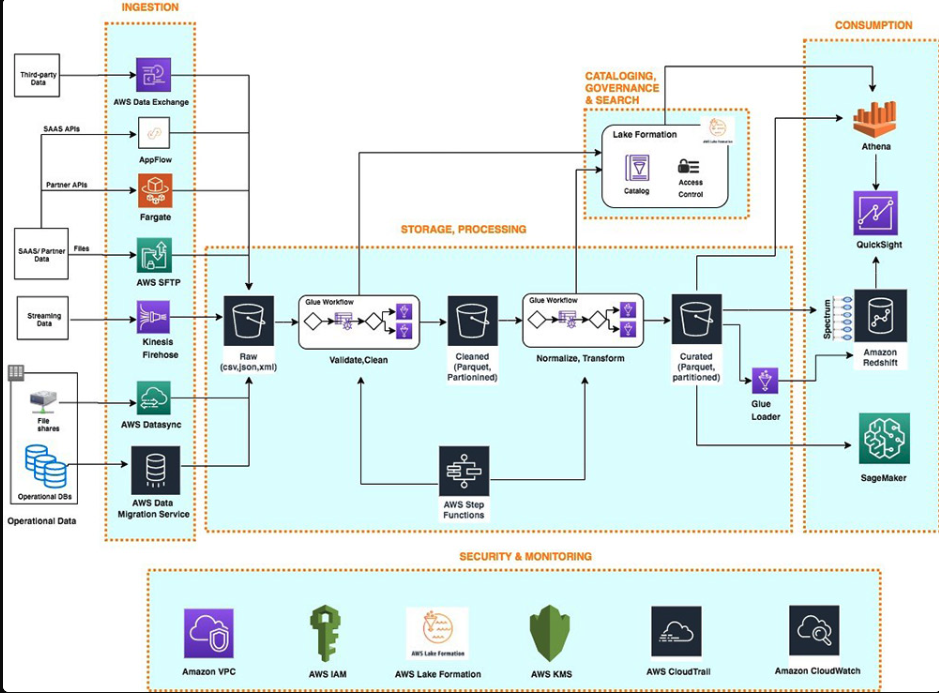 INGESTION
CONSUMPTION
Third-party
Data
AWS Data Exchange
SAAS APIs
AppFlow
Partner APIs
Fargate
SAAS/ Partner
Data
Files
AWS SFTP
Streaming
Data
Kinesis
Firehose
File
shares
AWS Datasync
Operational DBs
AWS Data
Migration Service
Operational Data
CATALOGING,
GOVERNANCE
& SEARCH
Lake Formation
AWS Lake Formation
Catalog
Access
Control
STORAGE, PROCESSING
Raw
(csv,json,xml)
Glue Workflow
Validate,Clean
Cleaned
(Parquet,
Partionined)
Glue Workflow
Normalize, Transform
Curated
(Parquet,
partitioned)
Glue
Loader
AWS Step
Functions
Athena
QuickSight
Spectrum
Amazon
Redshift
SageMaker
SECURITY & MONITORING
Amazon VPC
AWS IAM
AWS Lake Formation
AWS Lake Formation
AWS KMS
AWS CloudTrail
Amazon CloudWatch